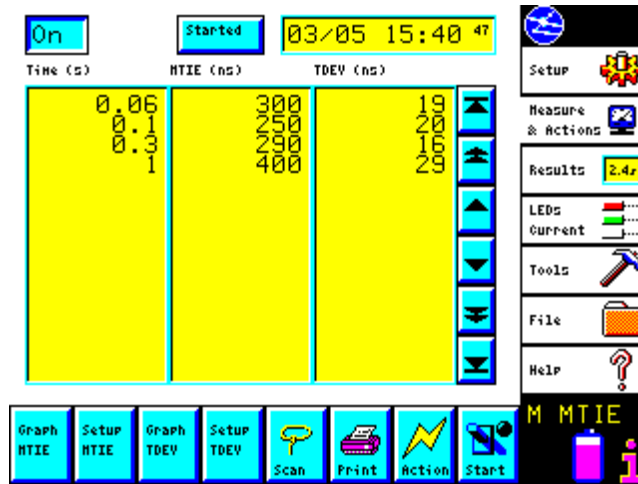 On
Started
03/05 15:40 47
Time (s) MTIE (ns) TDEV (ns)
0.06 300 19
0.1 250 20
0.3 290 16
1 400 29
Setup
Measure
& Actions
Results
LEDs
Current
Tools
File
Help
M MTIE
Graph
MTIE
Setup
MTIE
Graph
TDEV
Setup
TDEV
Scan
Print
Action
Start